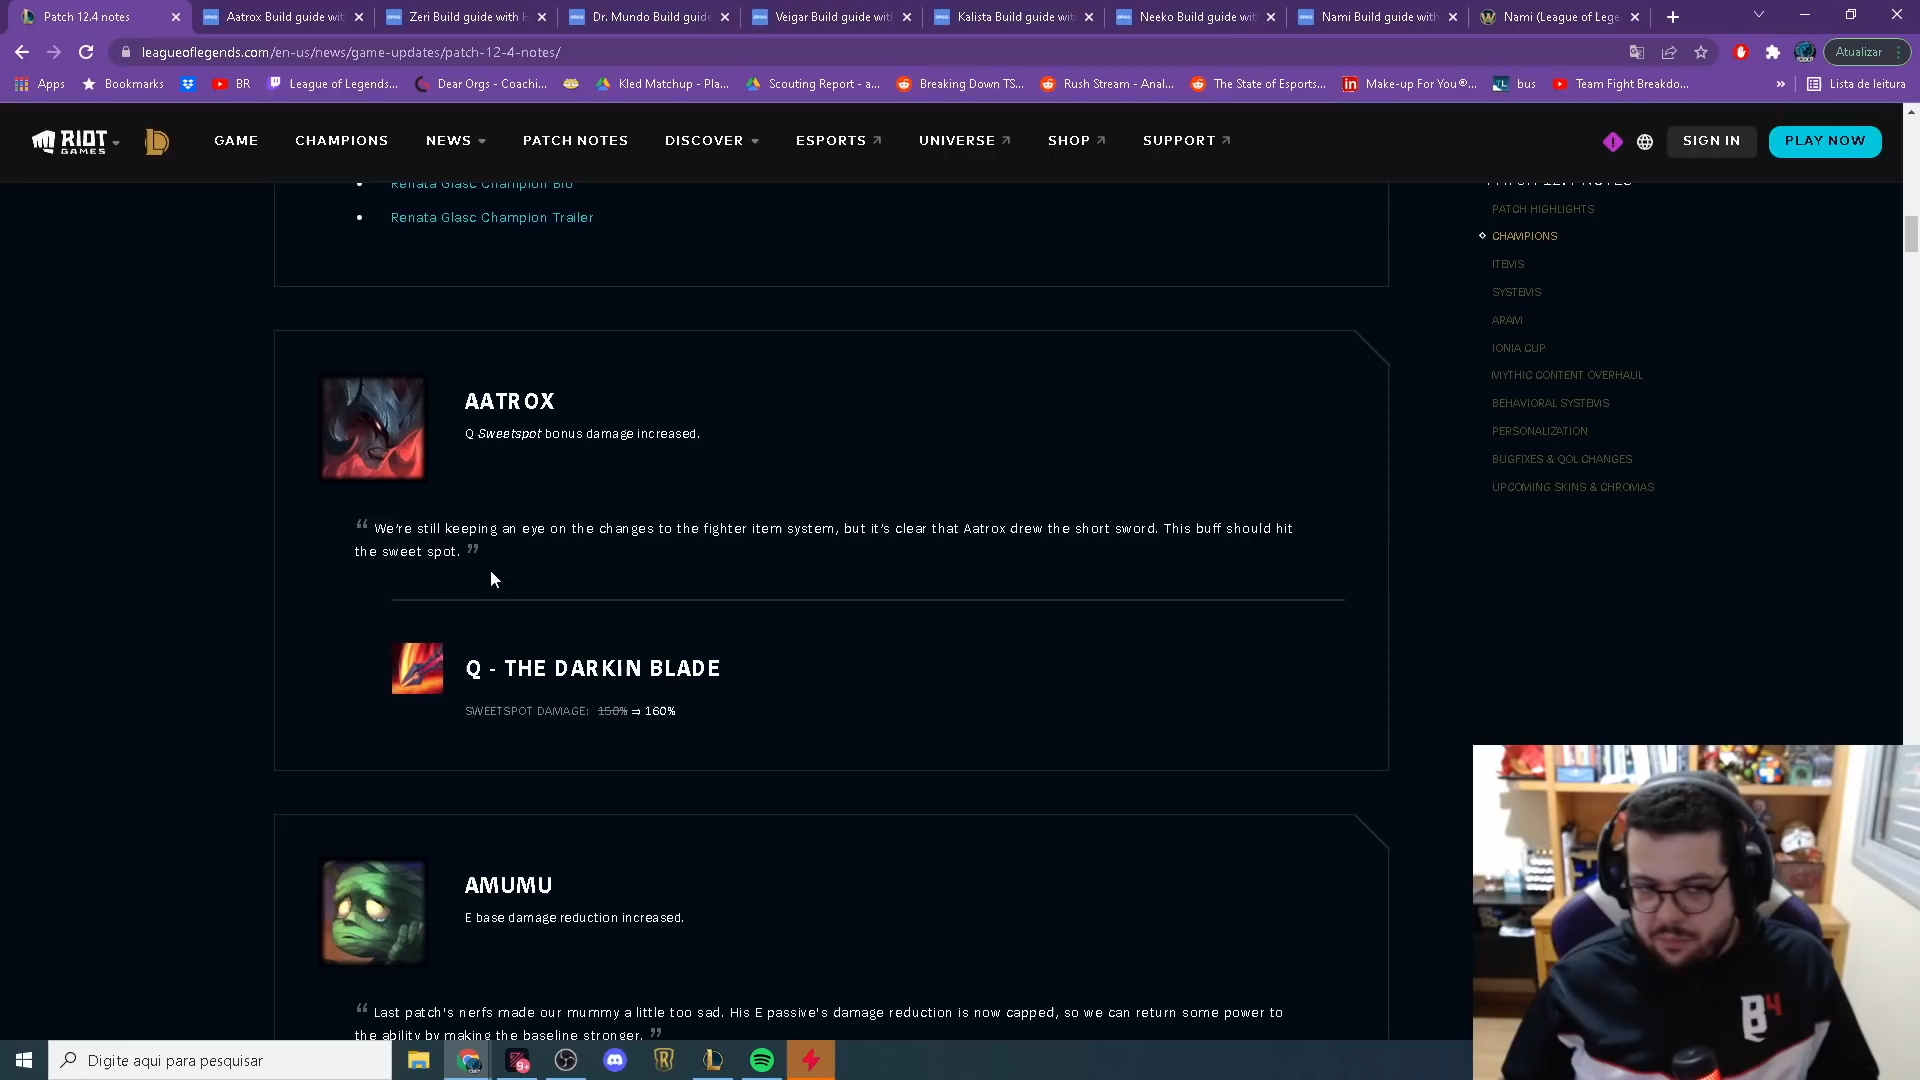 Patch 12.4 notes
Aatrox Build guide wit
Zeri Build guide with
Dr. Mundo Build guide
Veigar Build guide wit
Kalista Build guide wit
Neeko Build guide wit
Nami Build guide with
Nami (League of Lege
leagueoflegends.com/en-us/news/game-updates/patch-12-4-notes/
Atualizar
Apps
Bookmarks
BR
League of Legends...
Dear Orgs - Coachi...
Kled Matchup - Pla...
Scouting Report - a...
Breaking Down TS...
Rush Stream - Anal...
The State of Esports...
Make-up For You®...
bus
Team Fight Breakdo...
»
Lista de leitura
RIOT GAMES
GAME
CHAMPIONS
NEWS
PATCH NOTES
DISCOVER
ESPORTS
UNIVERSE
SHOP
SUPPORT
SIGN IN
PLAY NOW
Renata Glasc Champion Bio
Renata Glasc Champion Trailer
PATCH 12.4 NOTES
PATCH HIGHLIGHTS
CHAMPIONS
ITEMS
SYSTEMS
ARAM
IONIA CUP
MYTHIC CONTENT OVERHAUL
BEHAVIORAL SYSTEMS
PERSONALIZATION
BUGFIXES & QOL CHANGES
UPCOMING SKINS & CHROMAS
AATROX
Q Sweetspot bonus damage increased.
“ We’re still keeping an eye on the changes to the fighter item system, but it’s clear that Aatrox drew the short sword. This buff should hit
the sweet spot. ”
Q - THE DARKIN BLADE
SWEETSPOT DAMAGE: 150% ⇒ 160%
AMUMU
E base damage reduction increased.
“ Last patch's nerfs made our mummy a little too sad. His E passive's damage reduction is now capped, so we can return some power to
the ability by making the baseline stronger. ”
B4
Digite aqui para pesquisar
9+